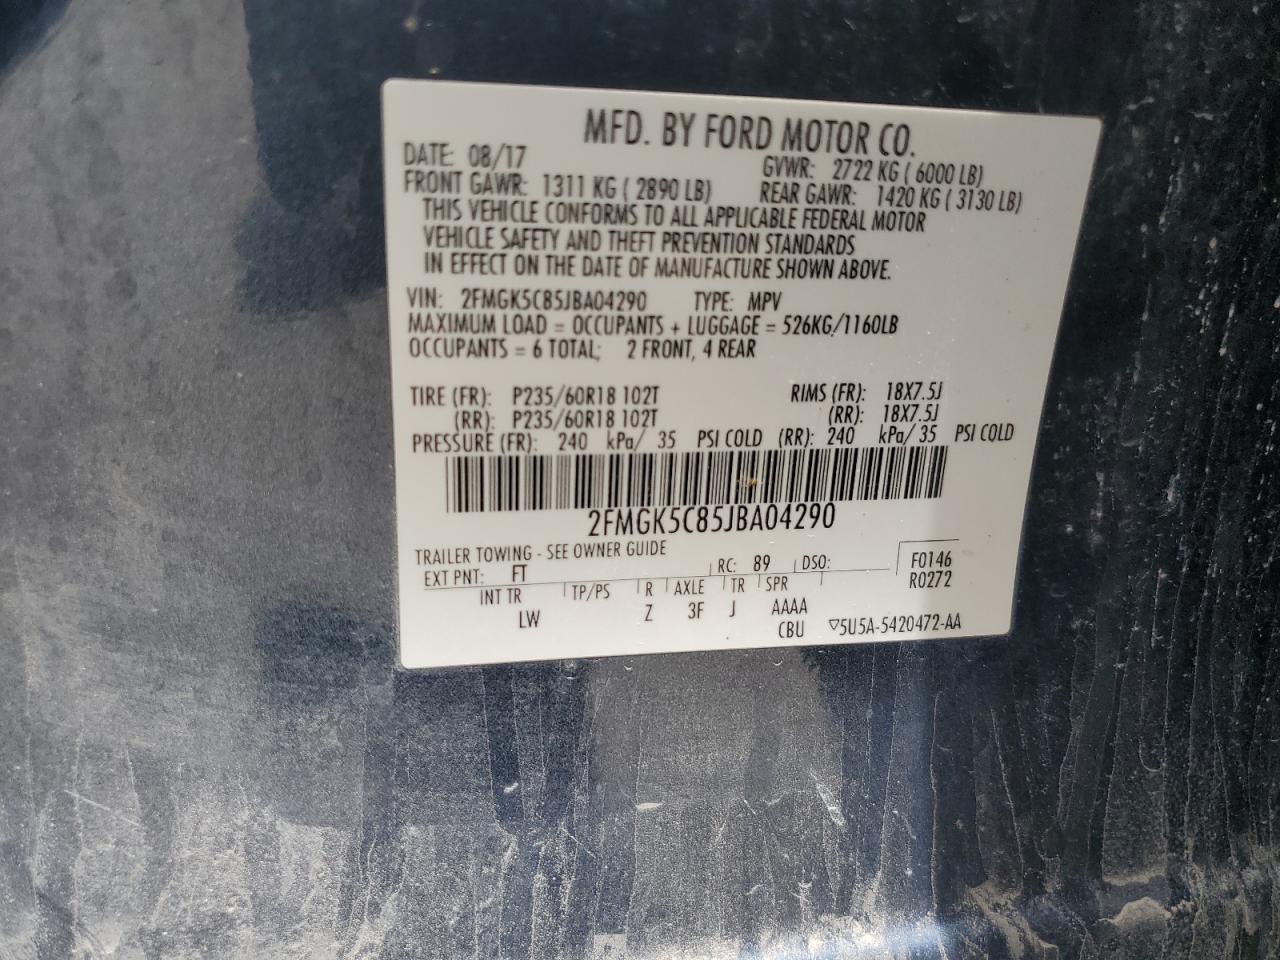 MFD. BY FORD MOTOR CO.
DATE: 08/17 GVWR: 2722 KG ( 6000 LB)
FRONT GAWR: 1311 KG ( 2890 LB) REAR GAWR: 1420 KG ( 3130 LB)
THIS VEHICLE CONFORMS TO ALL APPLICABLE FEDERAL MOTOR
VEHICLE SAFETY AND THEFT PREVENTION STANDARDS
IN EFFECT ON THE DATE OF MANUFACTURE SHOWN ABOVE.
VIN: 2FMGK5C85JBA04290 TYPE: MPV
MAXIMUM LOAD = OCCUPANTS + LUGGAGE = 526KG/1160LB
OCCUPANTS = 6 TOTAL; 2 FRONT, 4 REAR
TIRE (FR): P235/60R18 102T RIMS (FR): 18X7.5J
(RR): P235/60R18 102T (RR): 18X7.5J
PRESSURE (FR): 240 kPa/ 35 PSI COLD (RR): 240 kPa/ 35 PSI COLD
2FMGK5C85JBA04290
TRAILER TOWING - SEE OWNER GUIDE
EXT PNT: FT RC: 89 DSO: F0146
INT TR TP/PS R AXLE TR SPR R0272
LW Z 3F J AAAA
CBU ▽5U5A-5420472-AA